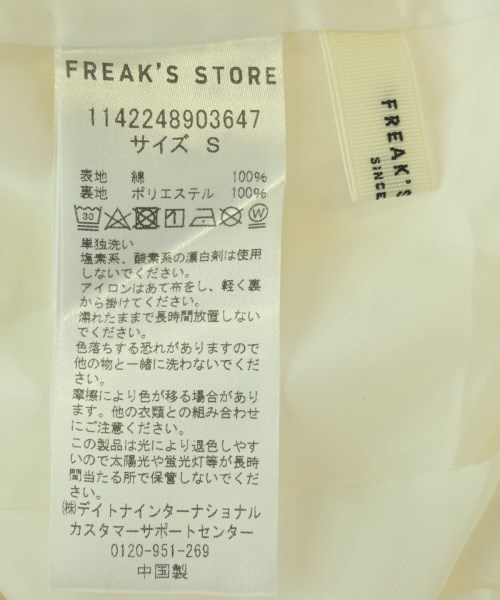 FREAK'S STORE
1142248903647
サイズ S
表地 綿 100%
裏地 ポリエステル 100%
30
W
単独洗い
塩素系、酸素系の漂白剤は使用
しないでください。
アイロンはあて布をし、軽く裏
から掛けてください。
濡れたままで長時間放置しない
でください。
色落ちする恐れがありますので
他の物と一緒に洗わないでくだ
さい。
摩擦により色が移る場合があり
ます。他の衣類との組み合わせ
にご注意ください。
この製品は光により退色しやす
いので太陽光や蛍光灯等が長時
間当たる所で保管しないでくだ
さい。
㈱デイトナインターナショナル
カスタマーサポートセンター
0120-951-269
中国製
FREAK'S
SINCE